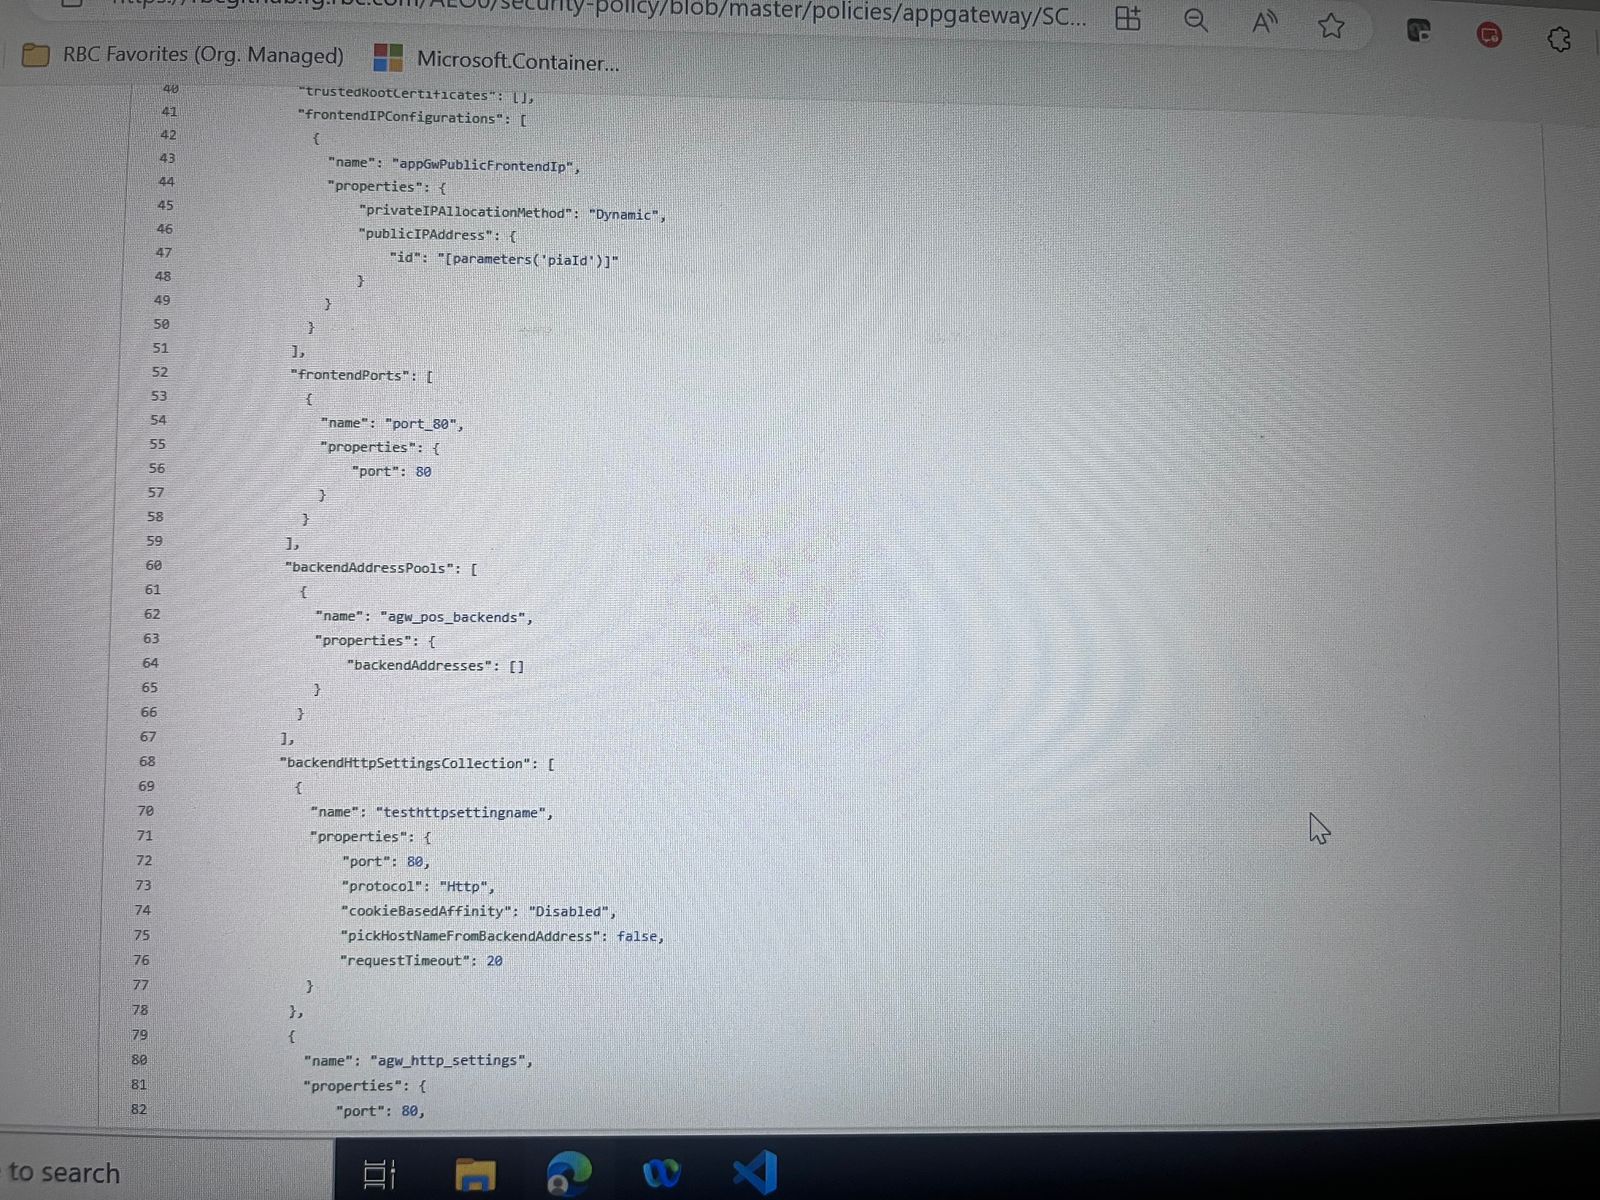 security-policy/blob/master/policies/appgateway/SC...
RBC Favorites (Org. Managed)
Microsoft.Container...
40 "trustedRootCertificates": [],
41 "frontendIPConfigurations": [
42 {
43 "name": "appGwPublicFrontendIp",
44 "properties": {
45 "privateIPAllocationMethod": "Dynamic",
46 "publicIPAddress": {
47 "id": "[parameters('piaId')]"
48 }
49 }
50 }
51 ],
52 "frontendPorts": [
53 {
54 "name": "port_80",
55 "properties": {
56 "port": 80
57 }
58 }
59 ],
60 "backendAddressPools": [
61 {
62 "name": "agw_pos_backends",
63 "properties": {
64 "backendAddresses": []
65 }
66 }
67 ],
68 "backendHttpSettingsCollection": [
69 {
70 "name": "testhttpsettingname",
71 "properties": {
72 "port": 80,
73 "protocol": "Http",
74 "cookieBasedAffinity": "Disabled",
75 "pickHostNameFromBackendAddress": false,
76 "requestTimeout": 20
77 }
78 },
79 {
80 "name": "agw_http_settings",
81 "properties": {
82 "port": 80,
to search